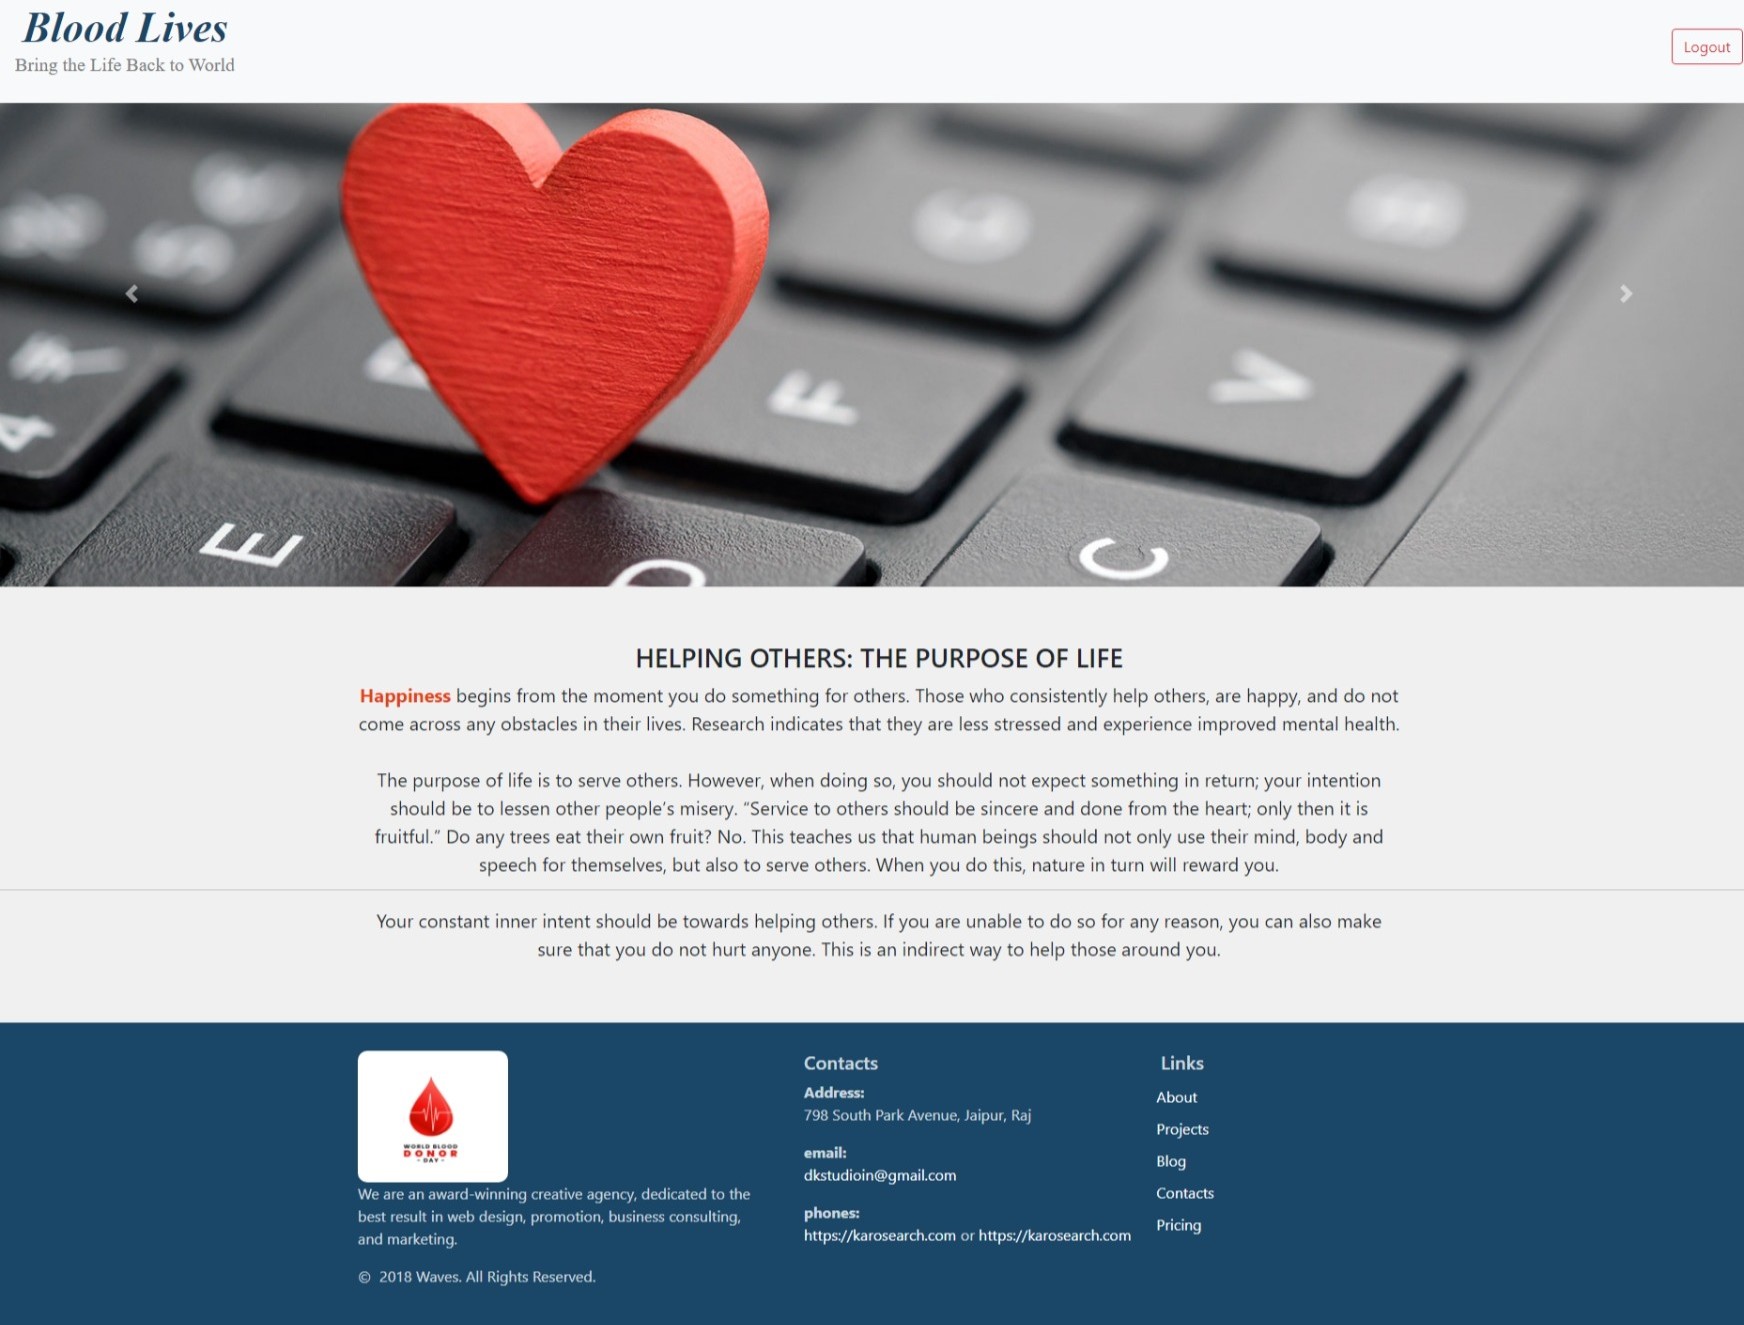 Blood Lives
Bring the Life Back to World
Logout
F
V
E
C
HELPING OTHERS: THE PURPOSE OF LIFE
Happiness begins from the moment you do something for others. Those who consistently help others, are happy, and do not
come across any obstacles in their lives. Research indicates that they are less stressed and experience improved mental health.
The purpose of life is to serve others. However, when doing so, you should not expect something in return; your intention
should be to lessen other people’s misery. “Service to others should be sincere and done from the heart; only then it is
fruitful.” Do any trees eat their own fruit? No. This teaches us that human beings should not only use their mind, body and
speech for themselves, but also to serve others. When you do this, nature in turn will reward you.
Your constant inner intent should be towards helping others. If you are unable to do so for any reason, you can also make
sure that you do not hurt anyone. This is an indirect way to help those around you.
WORLD BLOOD
DONOR
- DAY -
We are an award-winning creative agency, dedicated to the
best result in web design, promotion, business consulting,
and marketing.
© 2018 Waves. All Rights Reserved.
Contacts
Address:
798 South Park Avenue, Jaipur, Raj
email:
dkstudioin@gmail.com
phones:
https://karosearch.com or https://karosearch.com
Links
About
Projects
Blog
Contacts
Pricing